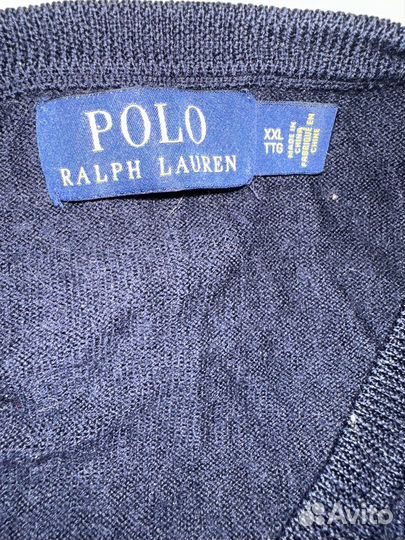 POLO
RALPH LAUREN
XXL
TTG
MADE IN
CHINA
FABRIQUÉ EN
CHINE
Avito